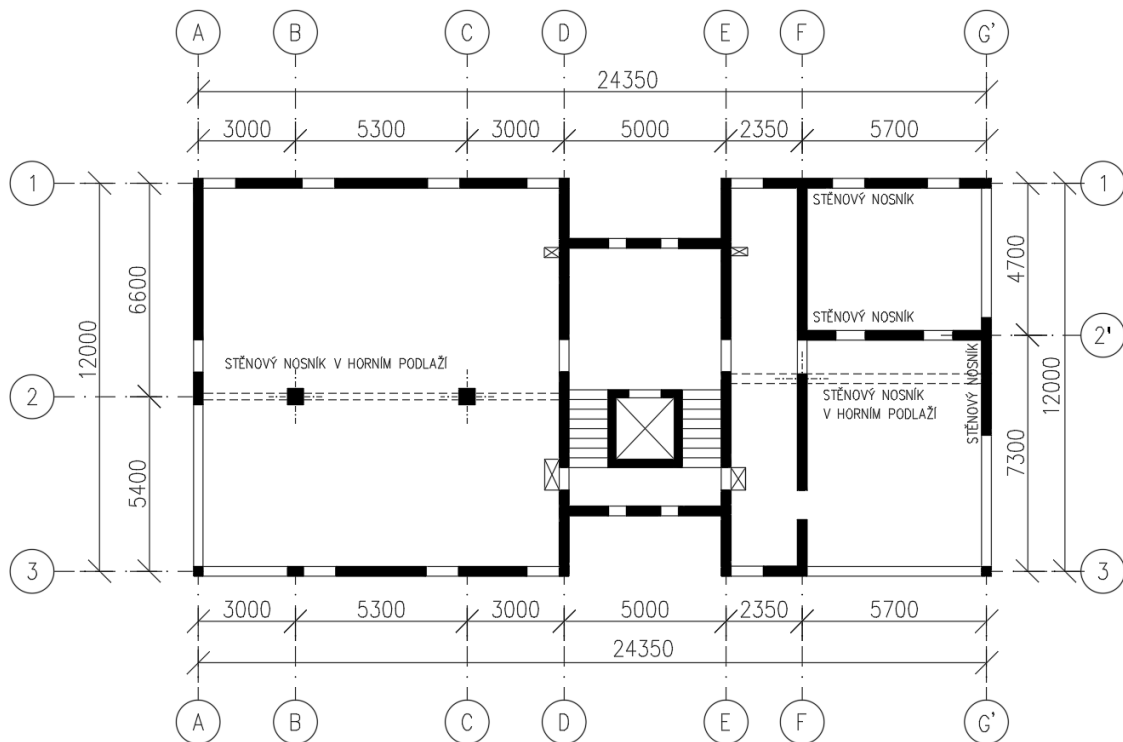 A B C D E F G'
24350
3000 5300 3000 5000 2350 5700
1 1
STĚNOVÝ NOSNÍK
6600
4700
12000
STĚNOVÝ NOSNÍK
2'
STĚNOVÝ NOSNÍK V HORNÍM PODLAŽÍ
STĚNOVÝ NOSNÍK
12000
2
STĚNOVÝ NOSNÍK
V HORNÍM PODLAŽÍ
5400
7300
3 3
3000 5300 3000 5000 2350 5700
24350
A B C D E F G'